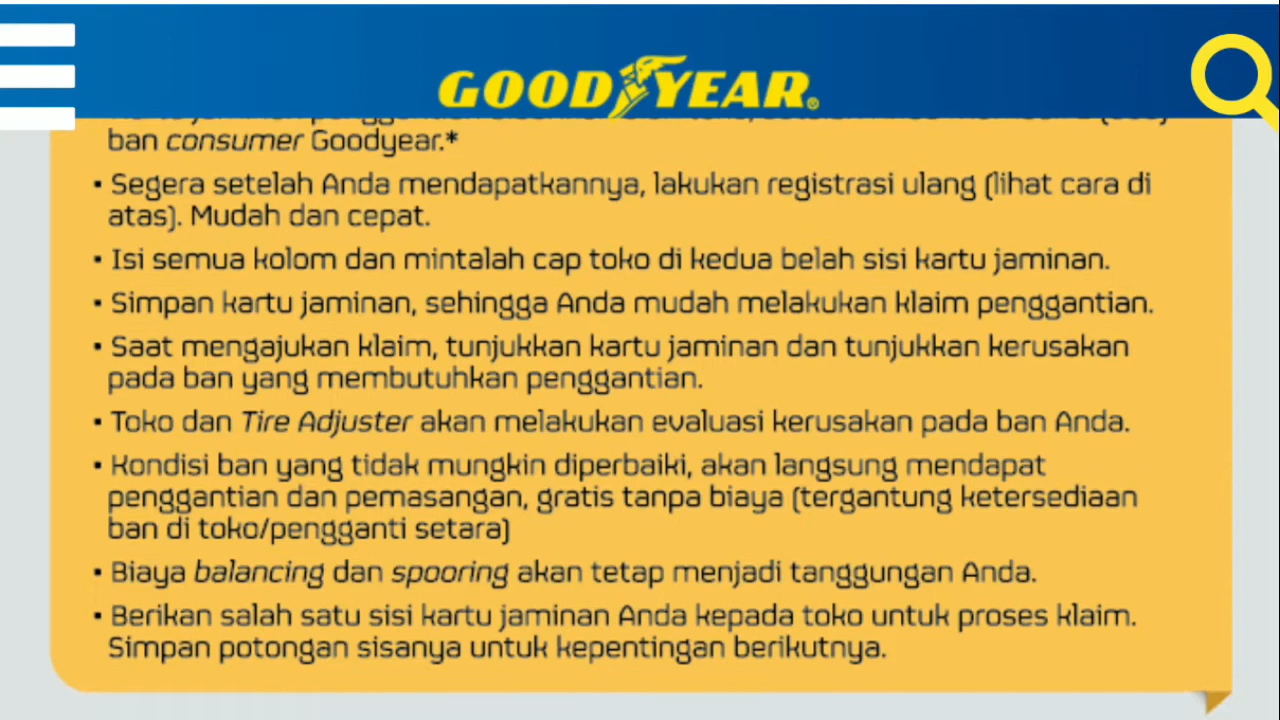 GOODYEAR®
ban consumer Goodyear.*
• Segera setelah Anda mendapatkannya, lakukan registrasi ulang (lihat cara di
atas). Mudah dan cepat.
• Isi semua kolom dan mintalah cap toko di kedua belah sisi kartu jaminan.
• Simpan kartu jaminan, sehingga Anda mudah melakukan klaim penggantian.
• Saat mengajukan klaim, tunjukkan kartu jaminan dan tunjukkan kerusakan
pada ban yang membutuhkan penggantian.
• Toko dan Tire Adjuster akan melakukan evaluasi kerusakan pada ban Anda.
• Kondisi ban yang tidak mungkin diperbaiki, akan langsung mendapat
penggantian dan pemasangan, gratis tanpa biaya (tergantung ketersediaan
ban di toko/pengganti setara)
• Biaya balancing dan spooring akan tetap menjadi tanggungan Anda.
• Berikan salah satu sisi kartu jaminan Anda kepada toko untuk proses klaim.
Simpan potongan sisanya untuk kepentingan berikutnya.